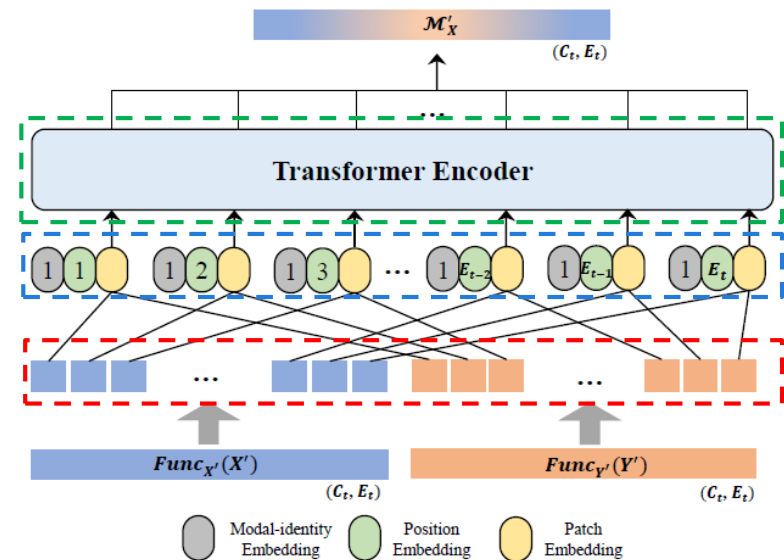 𝓜′_X
(C_t, E_t)
...
Transformer Encoder
1 1 1 2 1 3 ... 1 E_{t-2} 1 E_{t-1} 1 E_t
... ...
Func_{X'}(X') Func_{Y'}(Y')
(C_t, E_t) (C_t, E_t)
Modal-identity Position Patch
Embedding Embedding Embedding